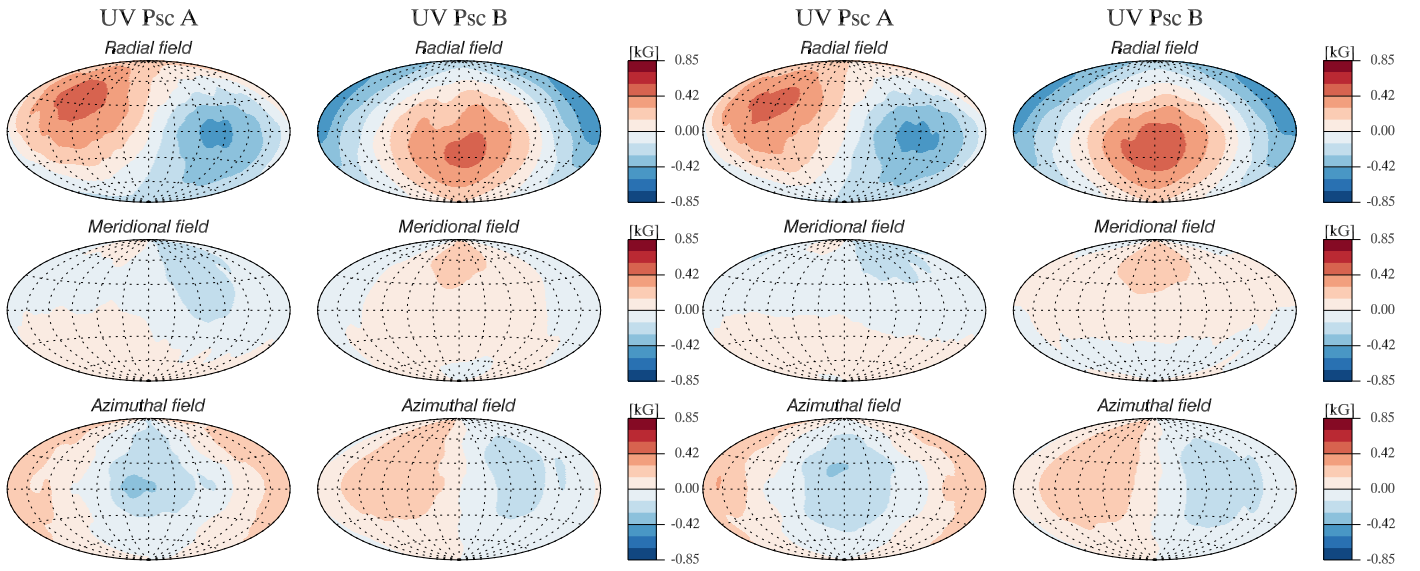 UV Psc A UV Psc B UV Psc A UV Psc B
Radial field Radial field Radial field Radial field
[kG] [kG]
0.85 0.85
0.42 0.42
0.00 0.00
-0.42 -0.42
-0.85 -0.85
Meridional field Meridional field Meridional field Meridional field
[kG] [kG]
0.85 0.85
0.42 0.42
0.00 0.00
-0.42 -0.42
-0.85 -0.85
Azimuthal field Azimuthal field Azimuthal field Azimuthal field
[kG] [kG]
0.85 0.85
0.42 0.42
0.00 0.00
-0.42 -0.42
-0.85 -0.85